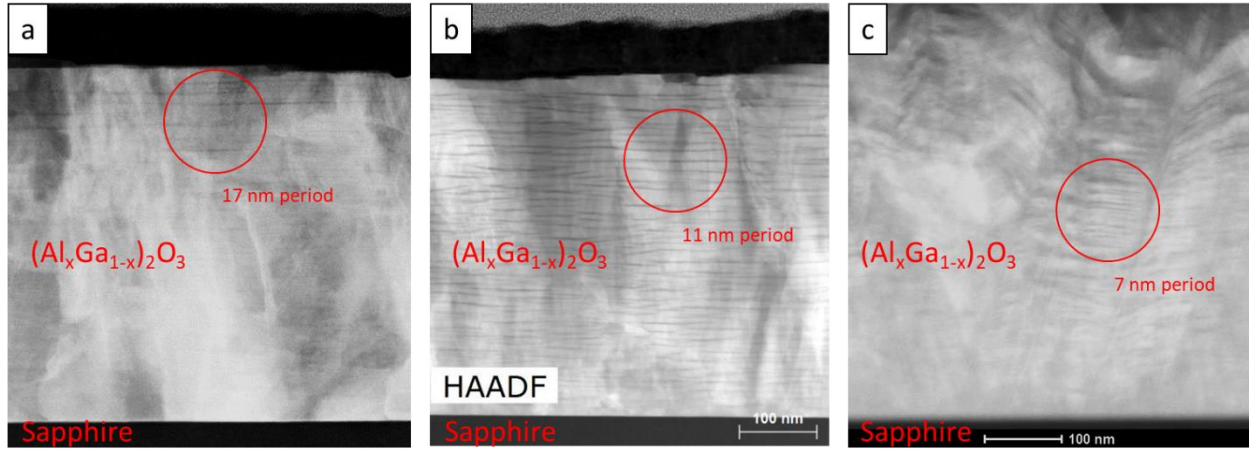 a
17 nm period
(AlₓGa₁₋ₓ)₂O₃
Sapphire
b
11 nm period
(AlₓGa₁₋ₓ)₂O₃
HAADF
Sapphire
100 nm
c
(AlₓGa₁₋ₓ)₂O₃
7 nm period
Sapphire
100 nm